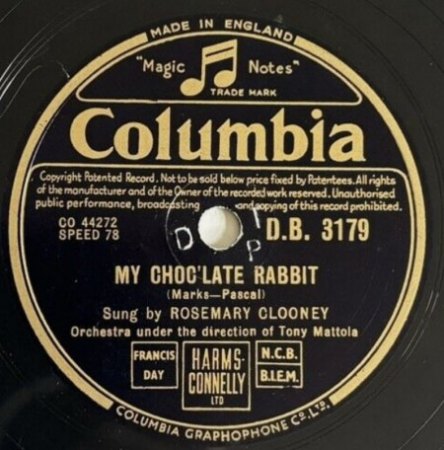 MADE IN ENGLAND
"Magic Notes"
TRADE MARK
Columbia
Copyright Patented Record. Not to be sold below price fixed by Patentees. All rights
of the manufacturer and of the Owner of the recorded work reserved. Unauthorised
public performance, broadcasting and copying of this record prohibited.
CO 44272
SPEED 78
D.B. 3179
D T P
MY CHOC'LATE RABBIT
(Marks—Pascal)
Sung by ROSEMARY CLOONEY
Orchestra under the direction of Tony Mattola
FRANCIS
DAY
HARMS-
CONNELLY
LTD
N.C.B.
B.I.E.M.
COLUMBIA GRAPHOPHONE Co. LTD.